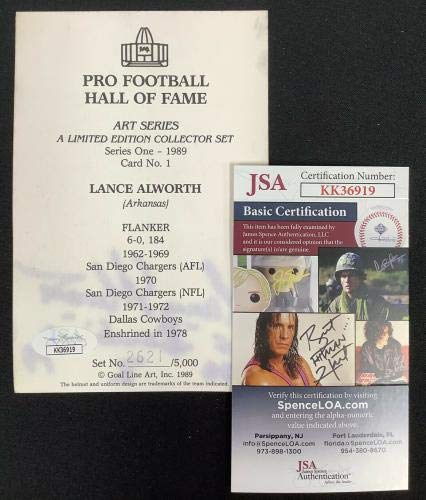 PRO FOOTBALL
HALL OF FAME
ART SERIES
A LIMITED EDITION COLLECTOR SET
Series One - 1989
Card No. 1
LANCE ALWORTH
(Arkansas)
FLANKER
6-0, 184
1962-1969
San Diego Chargers (AFL)
1970
San Diego Chargers (NFL)
1971-1972
Dallas Cowboys
Enshrined in 1978
KK36919
Set No. 2621 /5,000
© Goal Line Art, Inc. 1989
The helmet and uniform design are trademarks of the team indicated.
JSA
Certification Number:
KK36919
Basic Certification
This item has been fully examined by
James Spence Authentication, LLC
and it is our considered opinion that the
signature(s) is/are genuine.
Bret
HITMAN
Hart
Verify this certification by visiting
SpenceLOA.com
and entering the alpha-numeric
value indicated above.
Parsippany, NJ
info@SpenceLOA.com
973-898-1300
Fort Lauderdale, FL
florida@SpenceLOA.com
954-380-8670
JSA
Authentication